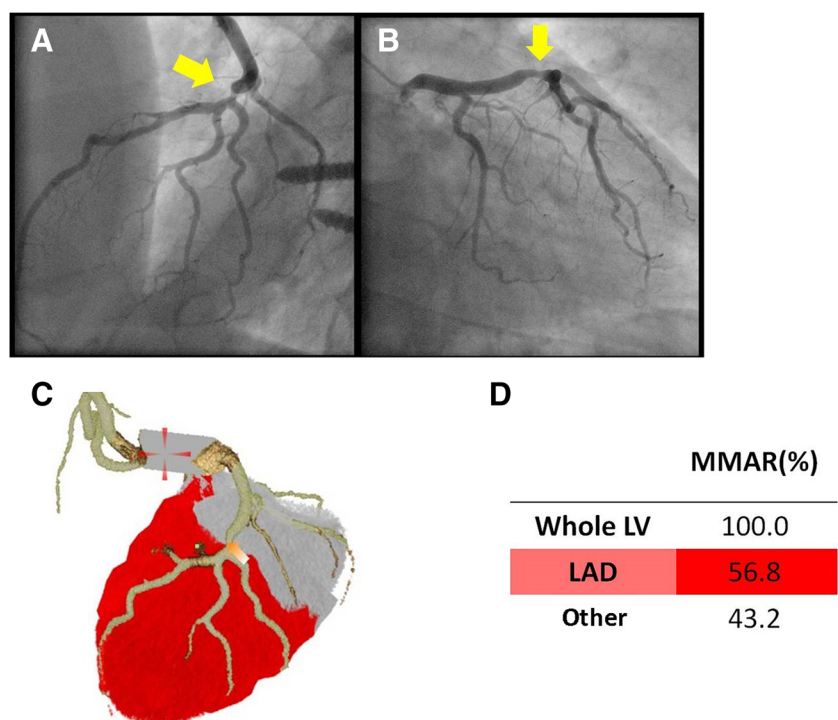 A
B
C
D
MMAR(%)
Whole LV 100.0
LAD 56.8
Other 43.2